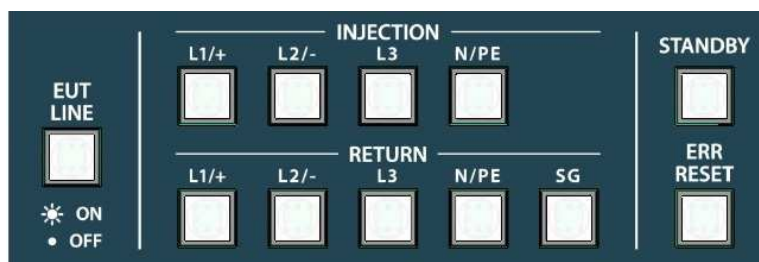 EUT
LINE
ON
OFF
INJECTION
L1/+ L2/- L3 N/PE
RETURN
L1/+ L2/- L3 N/PE SG
STANDBY
ERR
RESET